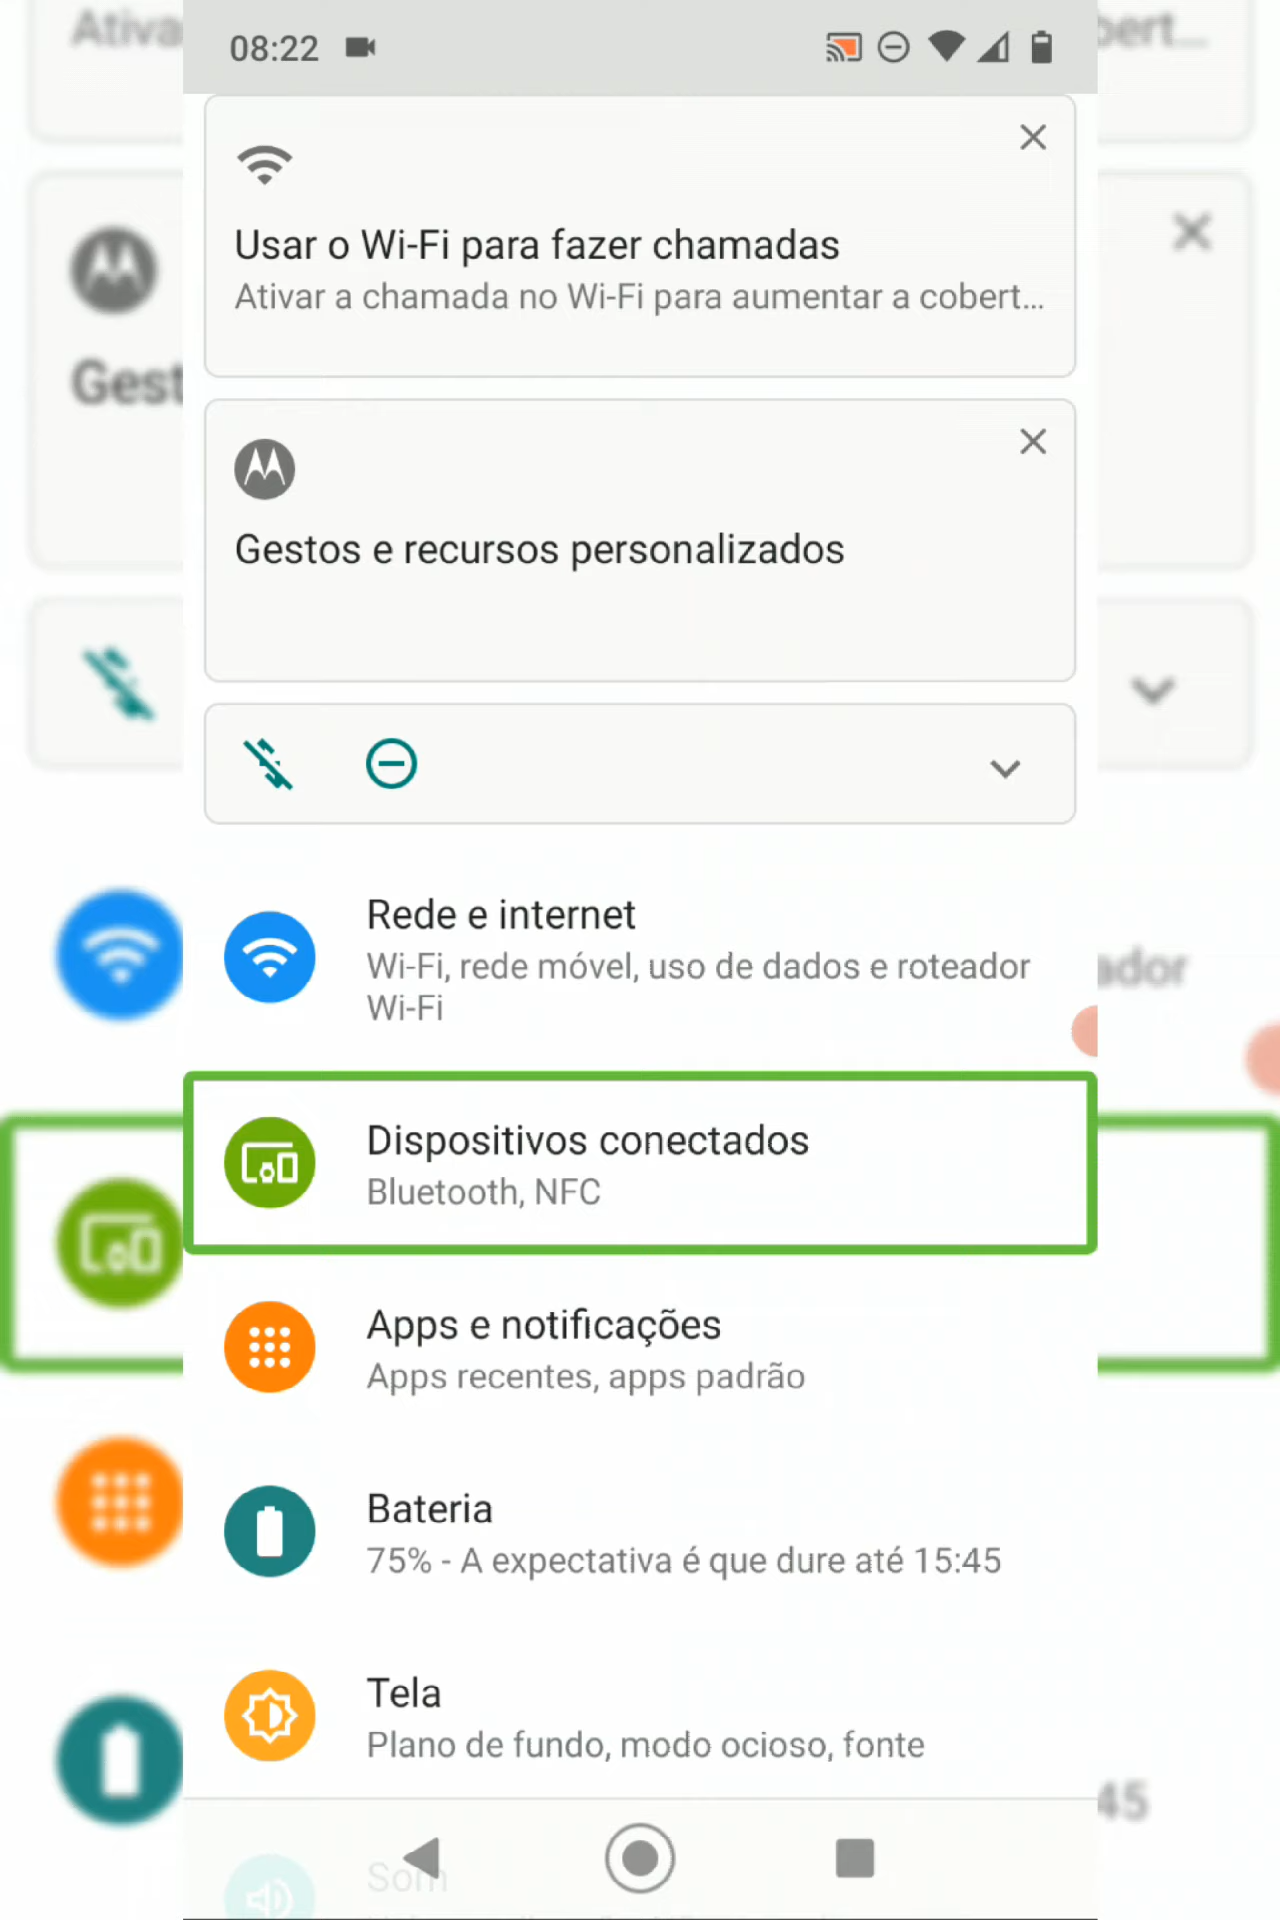 08:22
Usar o Wi-Fi para fazer chamadas
Ativar a chamada no Wi-Fi para aumentar a cobert...
Gestos e recursos personalizados
Rede e internet
Wi-Fi, rede móvel, uso de dados e roteador
Wi-Fi
Dispositivos conectados
Bluetooth, NFC
Apps e notificações
Apps recentes, apps padrão
Bateria
75% - A expectativa é que dure até 15:45
Tela
Plano de fundo, modo ocioso, fonte
Som